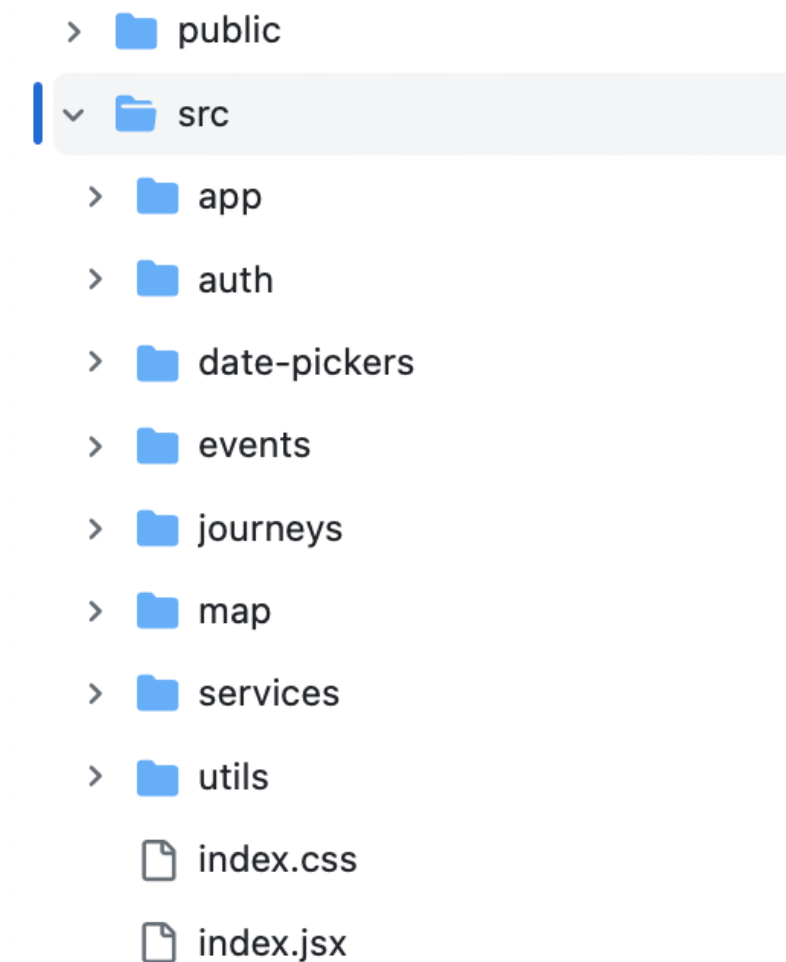 public
src
app
auth
date-pickers
events
journeys
map
services
utils
index.css
index.jsx